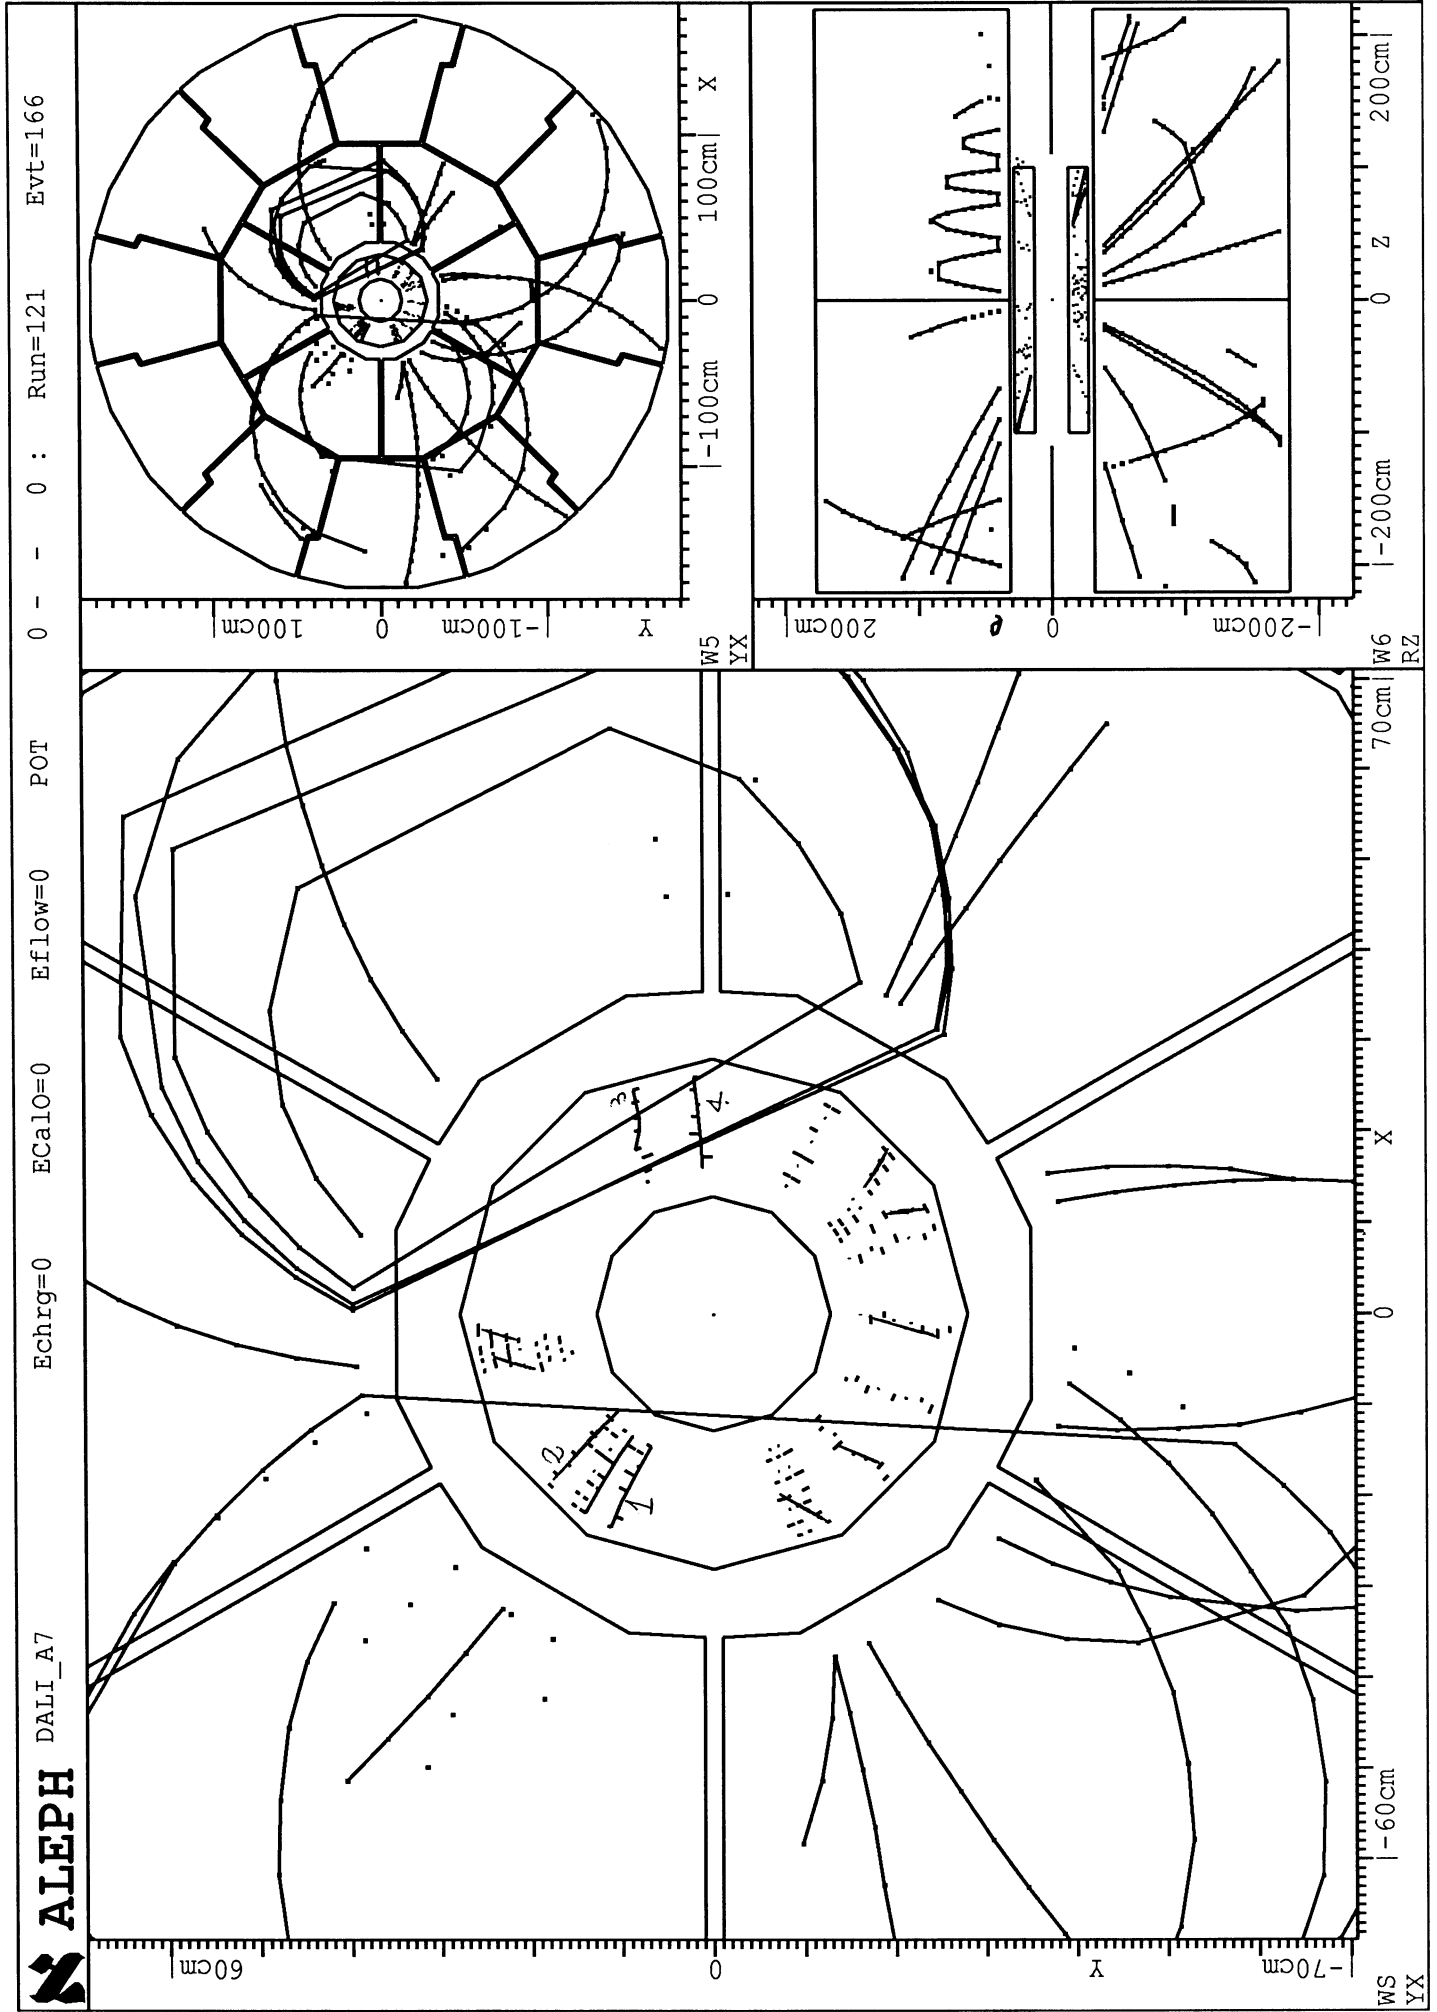 ALEPH DALI_A7 Echrg=0 ECalo=0 Eflow=0 POT 0 - - 0 : Run=121 Evt=166
60cm 0 Y -70cm
WS
YX
-60cm 0 X 70cm
1
2
3
4
100cm 0 -100cm Y
W5
YX
-100cm 0 100cm X
200cm ρ 0 -200cm
W6
RZ
-200cm 0 Z 200cm